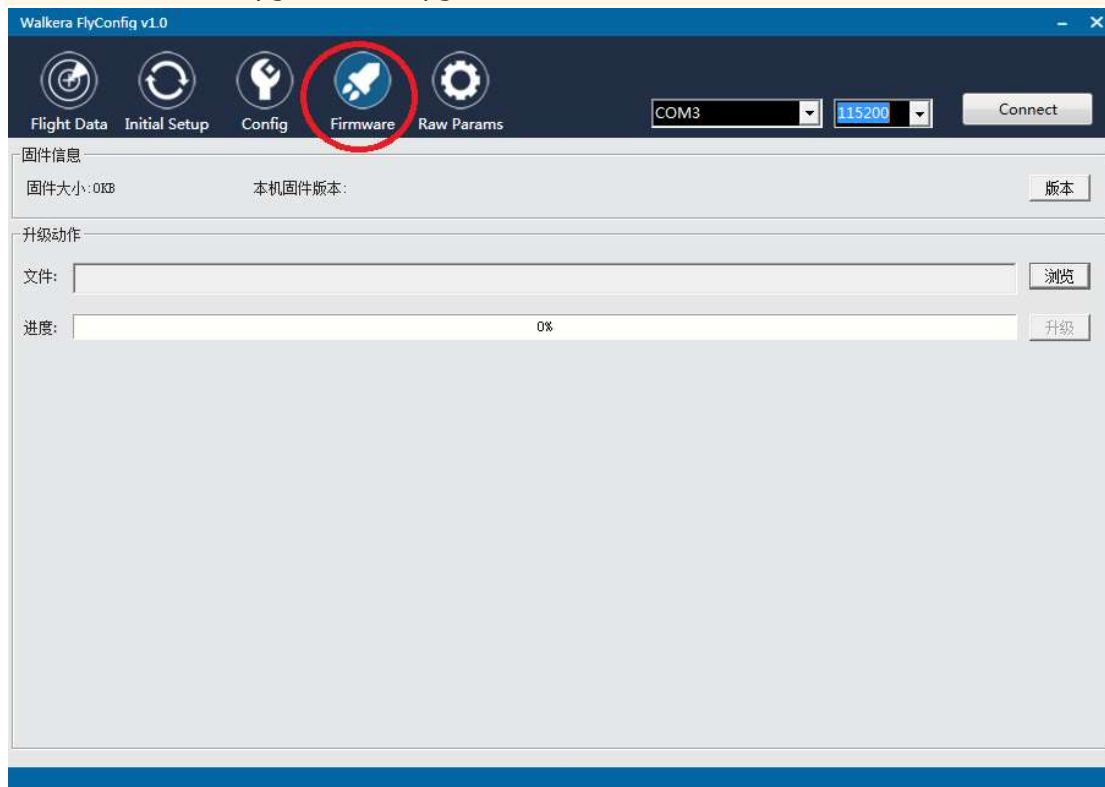 Walkera FlyConfig v1.0
Flight Data Initial Setup Config Firmware Raw Params COM3 115200 Connect
固件信息
固件大小:0KB 本机固件版本: 版本
升级动作
文件: 浏览
进度: 0% 升级